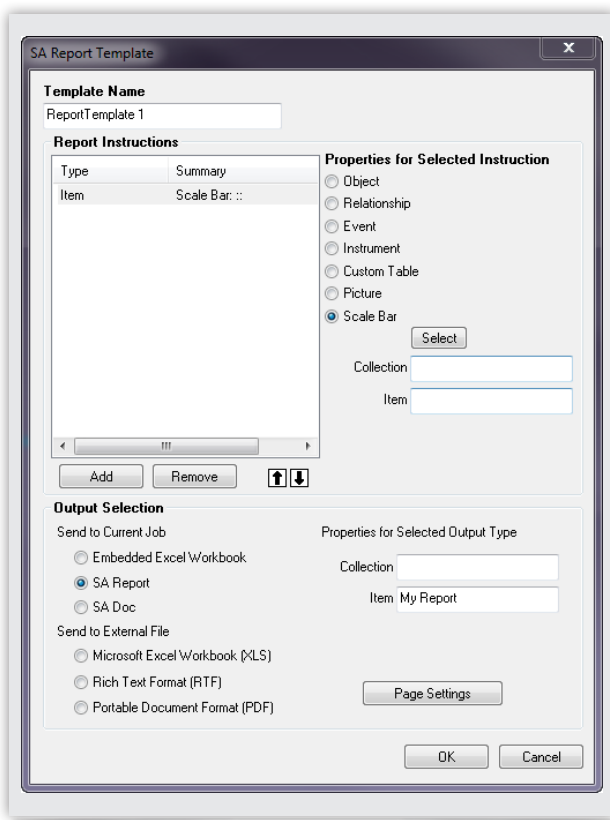 SA Report Template
X
Template Name
ReportTemplate 1
Report Instructions
Type Summary
Item Scale Bar: ::
Add Remove
Properties for Selected Instruction
Object
Relationship
Event
Instrument
Custom Table
Picture
Scale Bar
Select
Collection
Item
Output Selection
Send to Current Job
Embedded Excel Workbook
SA Report
SA Doc
Send to External File
Microsoft Excel Workbook (XLS)
Rich Text Format (RTF)
Portable Document Format (PDF)
Properties for Selected Output Type
Collection
Item My Report
Page Settings
OK Cancel